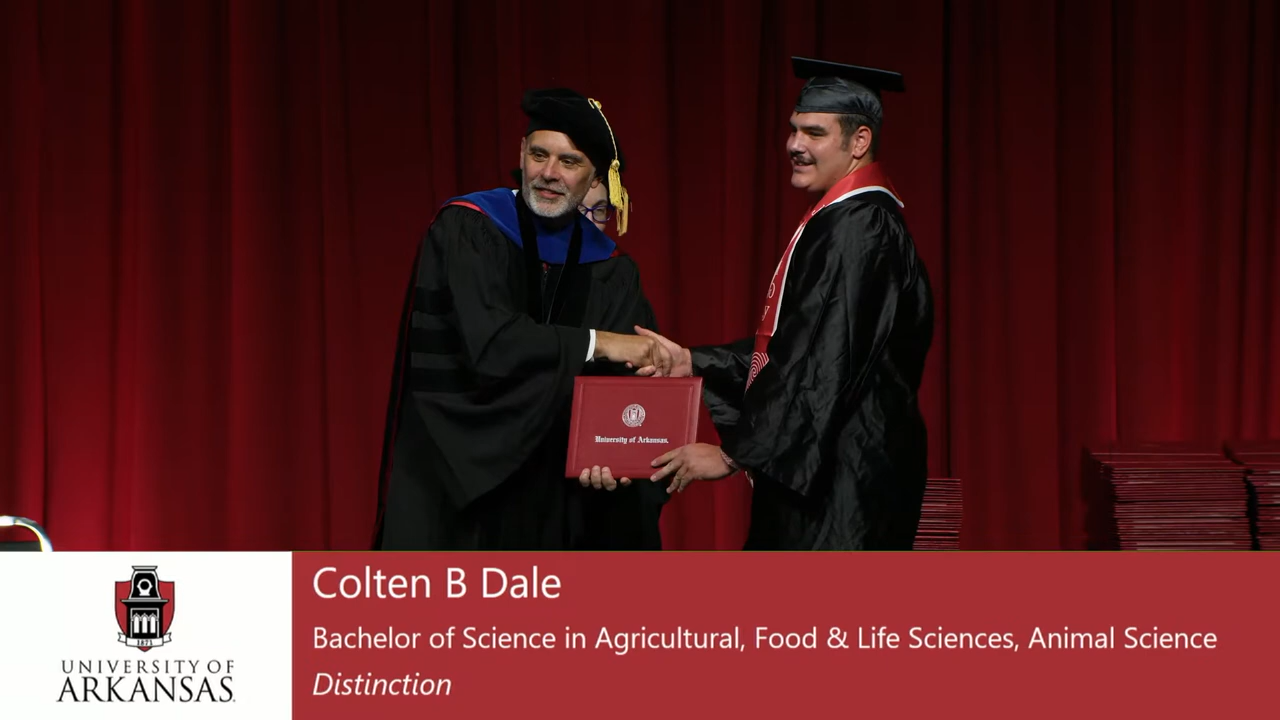 University of Arkansas.
Colten B Dale
Bachelor of Science in Agricultural, Food & Life Sciences, Animal Science
Distinction
1871
UNIVERSITY OF
ARKANSAS